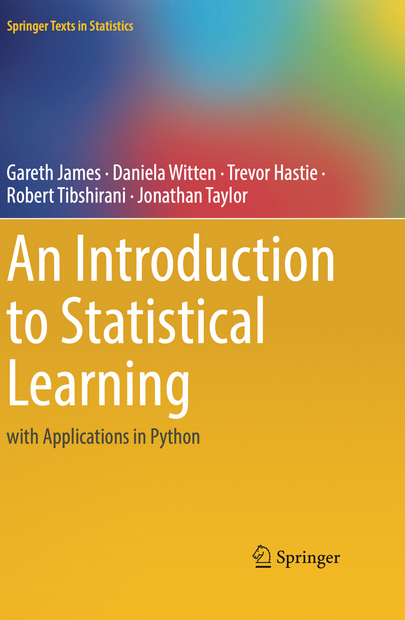 Springer Texts in Statistics
Gareth James · Daniela Witten · Trevor Hastie ·
Robert Tibshirani · Jonathan Taylor
An Introduction
to Statistical
Learning
with Applications in Python
Springer